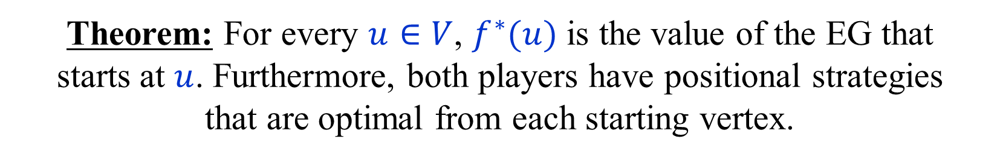 Theorem: For every u ∈ V, f*(u) is the value of the EG that
starts at u. Furthermore, both players have positional strategies
that are optimal from each starting vertex.